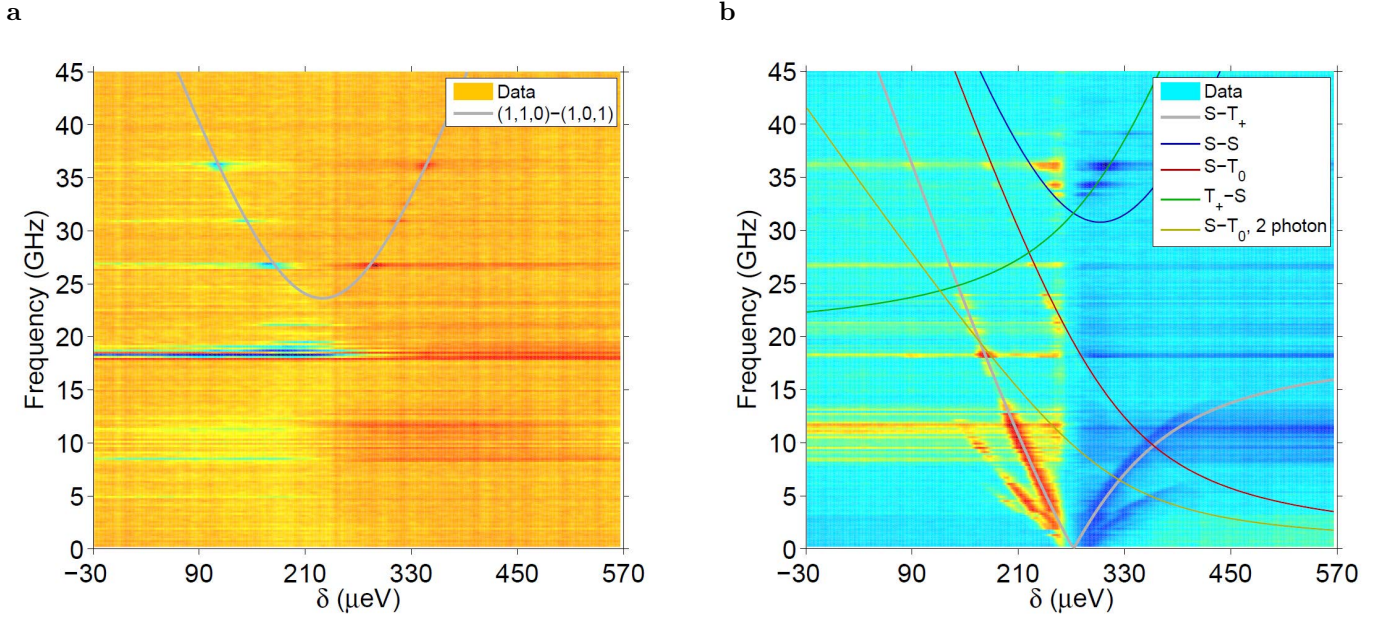 a
45
40
35
30
25
20
15
10
5
0
Frequency (GHz)
−30 90 210 330 450 570
δ (μeV)
Data
(1,1,0)−(1,0,1)
b
45
40
35
30
25
20
15
10
5
0
Frequency (GHz)
−30 90 210 330 450 570
δ (μeV)
Data
S−T₊
S−S
S−T₀
T₊−S
S−T₀, 2 photon